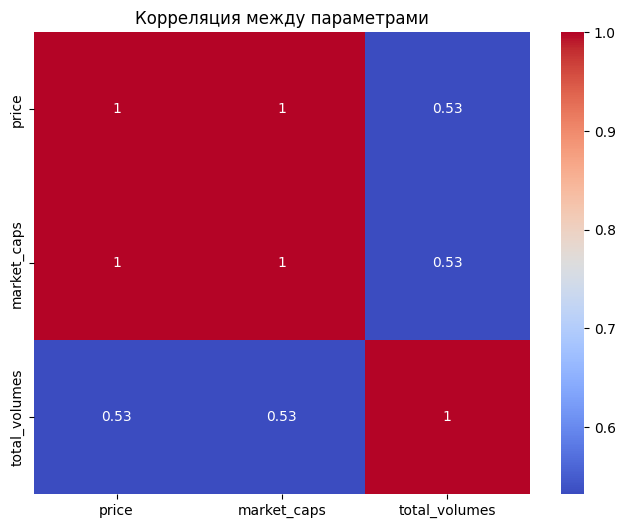 Корреляция между параметрами
price
1
1
0.53
market_caps
1
1
0.53
total_volumes
0.53
0.53
1
price
market_caps
total_volumes
1.0
0.9
0.8
0.7
0.6